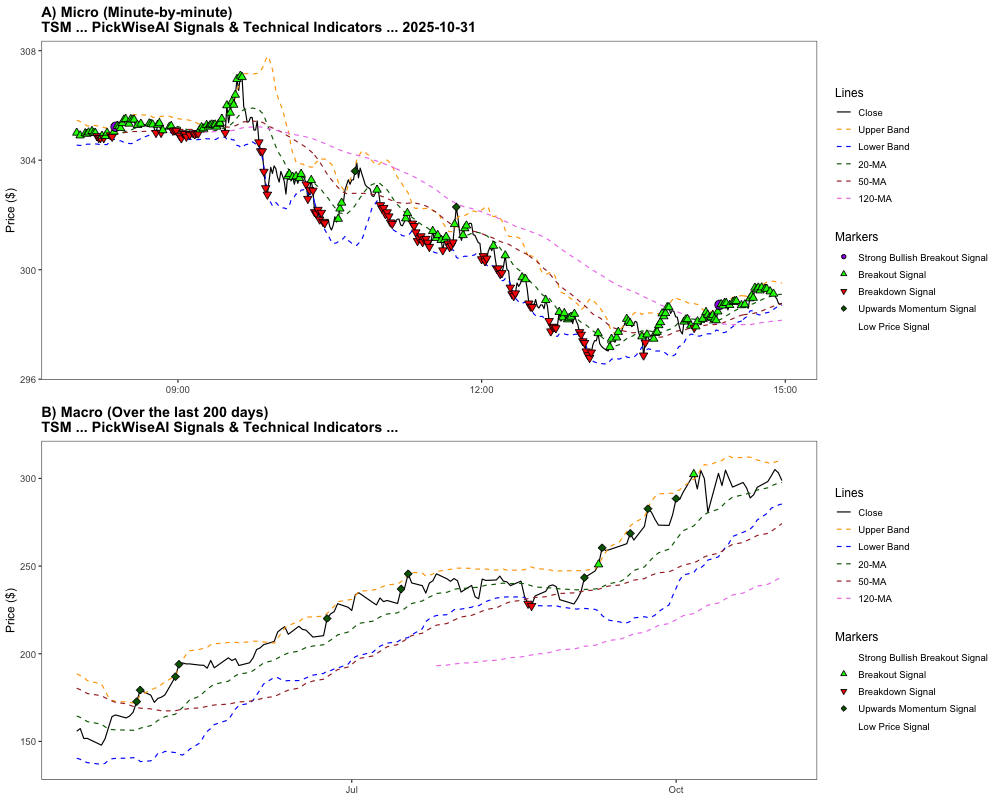 A) Micro (Minute-by-minute)
TSM ... PickWiseAI Signals & Technical Indicators ... 2025-10-31
308
304
300
296
Price ($)
09:00
12:00
15:00
Lines
Close
Upper Band
Lower Band
20-MA
50-MA
120-MA
Markers
Strong Bullish Breakout Signal
Breakout Signal
Breakdown Signal
Upwards Momentum Signal
Low Price Signal
B) Macro (Over the last 200 days)
TSM ... PickWiseAI Signals & Technical Indicators ...
300
250
200
150
Price ($)
Jul
Oct
Lines
Close
Upper Band
Lower Band
20-MA
50-MA
120-MA
Markers
Strong Bullish Breakout Signal
Breakout Signal
Breakdown Signal
Upwards Momentum Signal
Low Price Signal